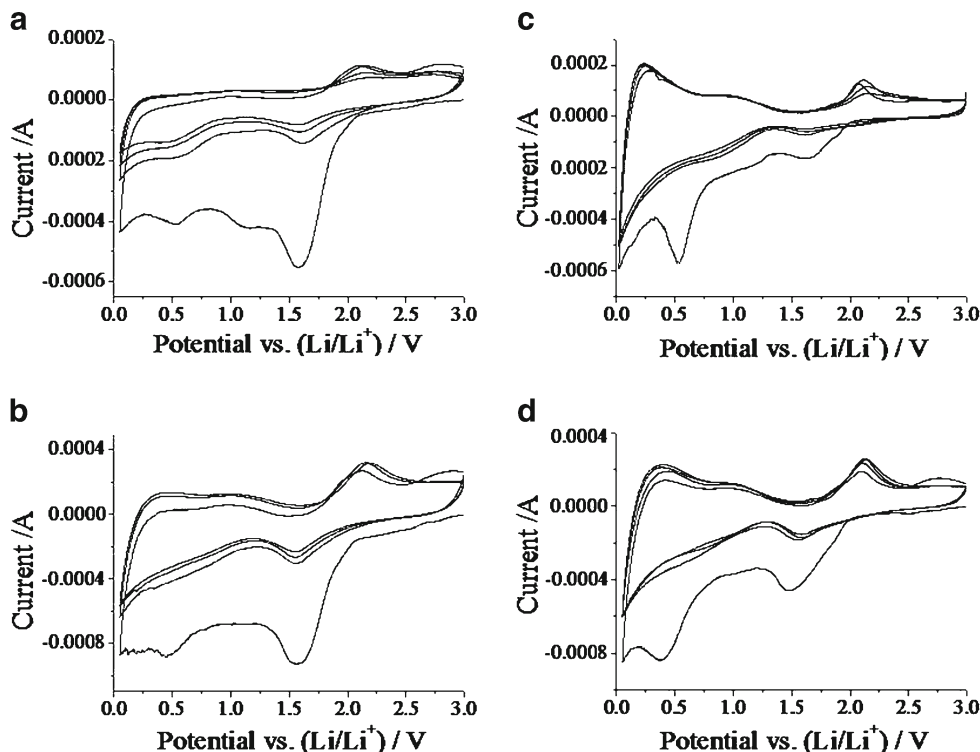 a
0.0002
0.0000
0.0002
-0.0004
-0.0006
Current /A
0.0 0.5 1.0 1.5 2.0 2.5 3.0
Potential vs. (Li/Li⁺) / V
c
0.0002
0.0000
0.0002
-0.0004
-0.0006
Current /A
0.0 0.5 1.0 1.5 2.0 2.5 3.0
Potential vs. (Li/Li⁺) / V
b
0.0004
0.0000
-0.0004
-0.0008
Current /A
0.0 0.5 1.0 1.5 2.0 2.5 3.0
Potential vs. (Li/Li⁺) / V
d
0.0004
0.0000
-0.0004
-0.0008
Current /A
0.0 0.5 1.0 1.5 2.0 2.5 3.0
Potential vs. (Li/Li⁺) / V